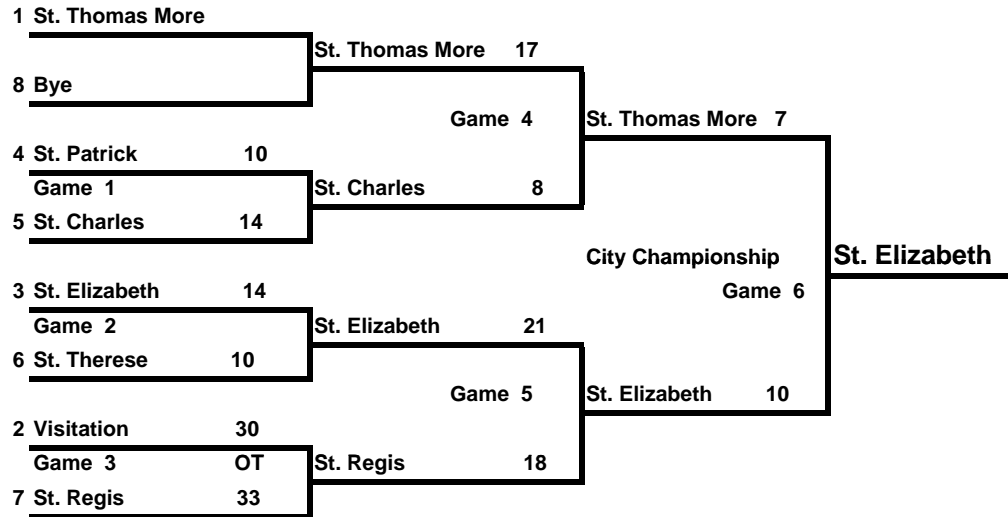 1 St. Thomas More
St. Thomas More 17
8 Bye
Game 4
St. Thomas More 7
4 St. Patrick 10
Game 1
St. Charles 8
5 St. Charles 14
City Championship
St. Elizabeth
3 St. Elizabeth 14
Game 6
Game 2
St. Elizabeth 21
6 St. Therese 10
Game 5
St. Elizabeth 10
2 Visitation 30
Game 3 OT
St. Regis 18
7 St. Regis 33